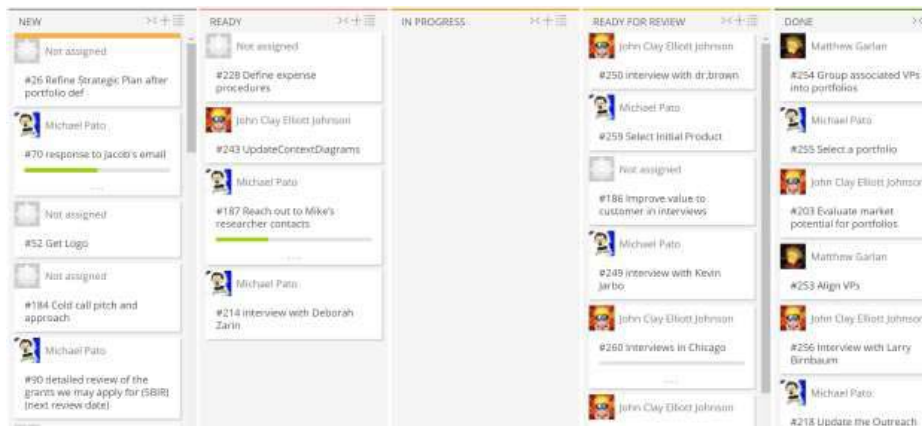 NEW
Not assigned
#26 Refine Strategic Plan after
portfolio def
Michael Pato
#70 response to Jacob's email
Not assigned
#52 Get Logo
Not assigned
#184 Cold call pitch and
approach
Michael Pato
#90 detailed review of the
grants we may apply for (SBIR)
(next review date)
READY
Not assigned
#228 Define expense
procedures
John Clay Elliott Johnson
#243 UpdateContextDiagrams
Michael Pato
#187 Reach out to Mike's
researcher contacts
Michael Pato
#214 interview with Deborah
Zarin
IN PROGRESS
READY FOR REVIEW
John Clay Elliott Johnson
#250 interview with dr.brown
Michael Pato
#259 Select Initial Product
Not assigned
#186 Improve value to
customer in interviews
Michael Pato
#249 interview with Kevin
Jarbo
John Clay Elliott Johnson
#260 Interviews in Chicago
John Clay Elliott Johnson
DONE
Matthew Garlan
#254 Group associated VPs
into portfolios
Michael Pato
#255 Select a portfolio
John Clay Elliott Johnson
#203 Evaluate market
potential for portfolios
Matthew Garlan
#253 Align VPs
John Clay Elliott Johnson
#256 Interview with Larry
Birnbaum
Michael Pato
#218 Update the Outreach